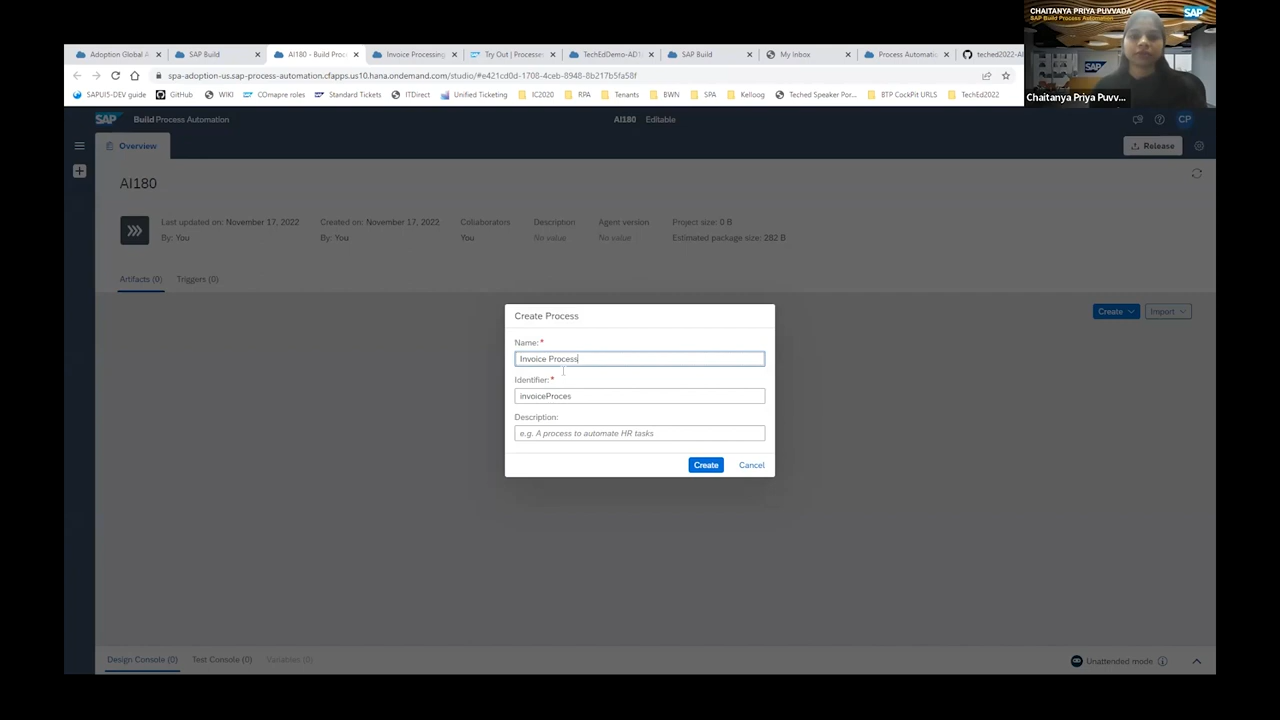 CHAITANYA PRIYA PUVVADA
SAP Build Process Automation
SAP
SAP
Chaitanya Priya Puvv...
Adoption Global A
SAP Build
AI180 - Build Proc
Invoice Processing
Try Out | Processe
TechEdDemo-AD1
SAP Build
My Inbox
Process Automatic
teched2022-AI
spa-adoption-us.sap-process-automation.cfapps.us10.hana.ondemand.com/studio/#e421cd0d-1708-4ceb-8948-8b217b5fa58f
SAPUI5-DEV guide
GitHub
WIKI
COmapre roles
Standard Tickets
ITDirect
Unified Ticketing
IC2020
RPA
Tenants
BWN
SPA
Kelloog
Teched Speaker Por...
BTP CockPit URLS
TechEd2022
SAP Build Process Automation
AI180 Editable
CP
Overview
Release
AI180
Last updated on: November 17, 2022
By: You
Created on: November 17, 2022
By: You
Collaborators
You
Description
No value
Agent version
No value
Project size: 0 B
Estimated package size: 282 B
Artifacts (0)
Triggers (0)
Create
Import
Create Process
Name:*
Invoice Process
Identifier:*
invoiceProces
Description:
e.g. A process to automate HR tasks
Create
Cancel
Design Console (0)
Test Console (0)
Variables (0)
Unattended mode